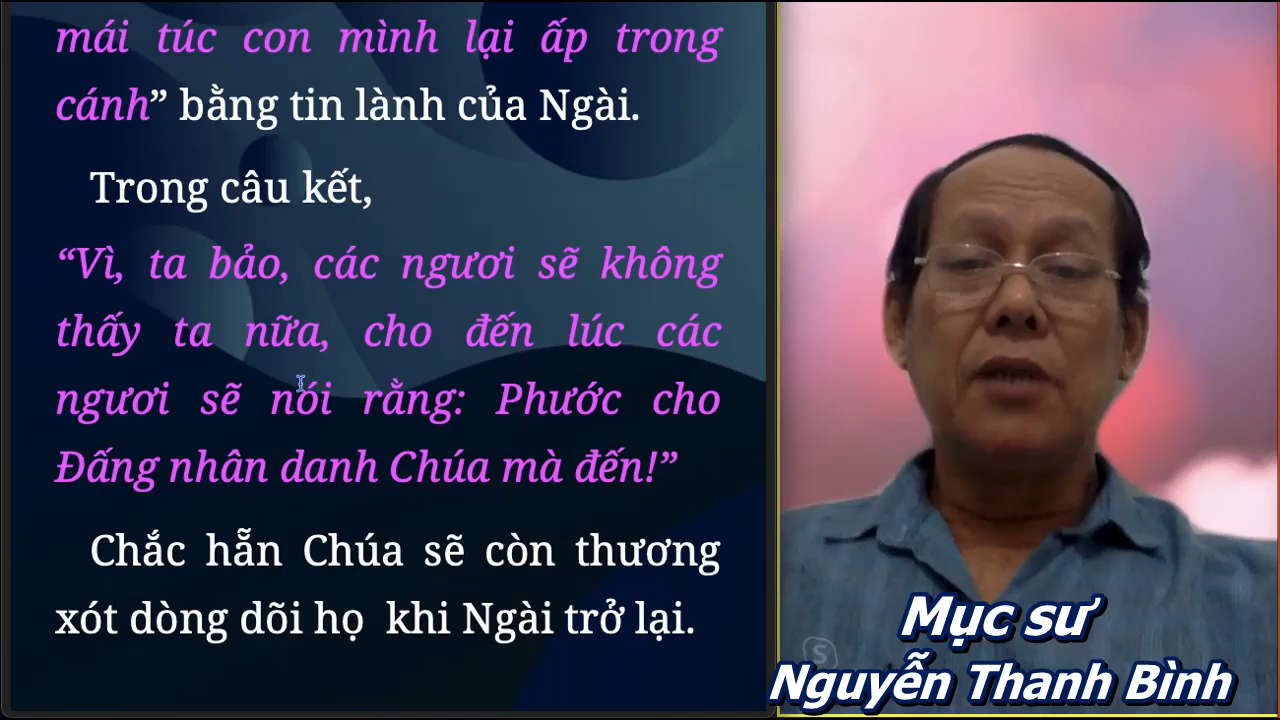 mái túc con mình lại ấp trong
cánh” bằng tin lành của Ngài.
Trong câu kết,
“Vì, ta bảo, các ngươi sẽ không
thấy ta nữa, cho đến lúc các
ngươi sẽ nói rằng: Phước cho
Đấng nhân danh Chúa mà đến!”
Chắc hẵn Chúa sẽ còn thương
xót dòng dõi họ khi Ngài trở lại.
S
Mục sư
Nguyễn Thanh Bình